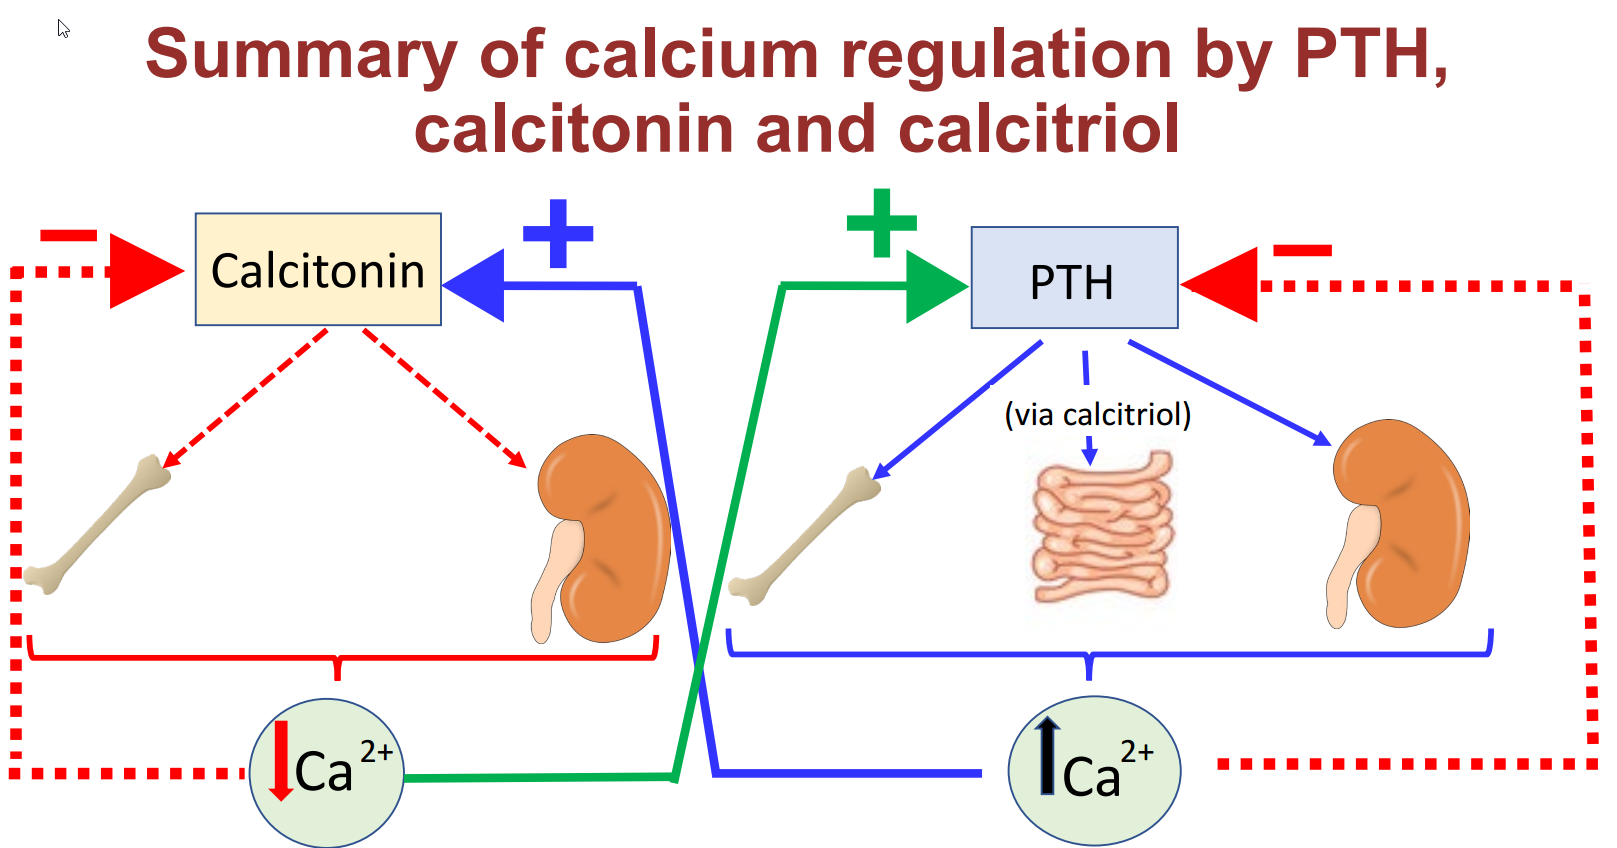 Summary of calcium regulation by PTH,
calcitonin and calcitriol
Calcitonin
PTH
(via calcitriol)
Ca 2+
Ca 2+